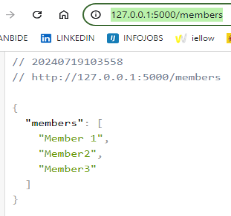 127.0.0.1:5000/members
ANBIDE LINKEDIN INFOJOBS iellow
// 20240719103558
// http://127.0.0.1:5000/members
{
"members": [
"Member 1",
"Member2",
"Member3"
]
}